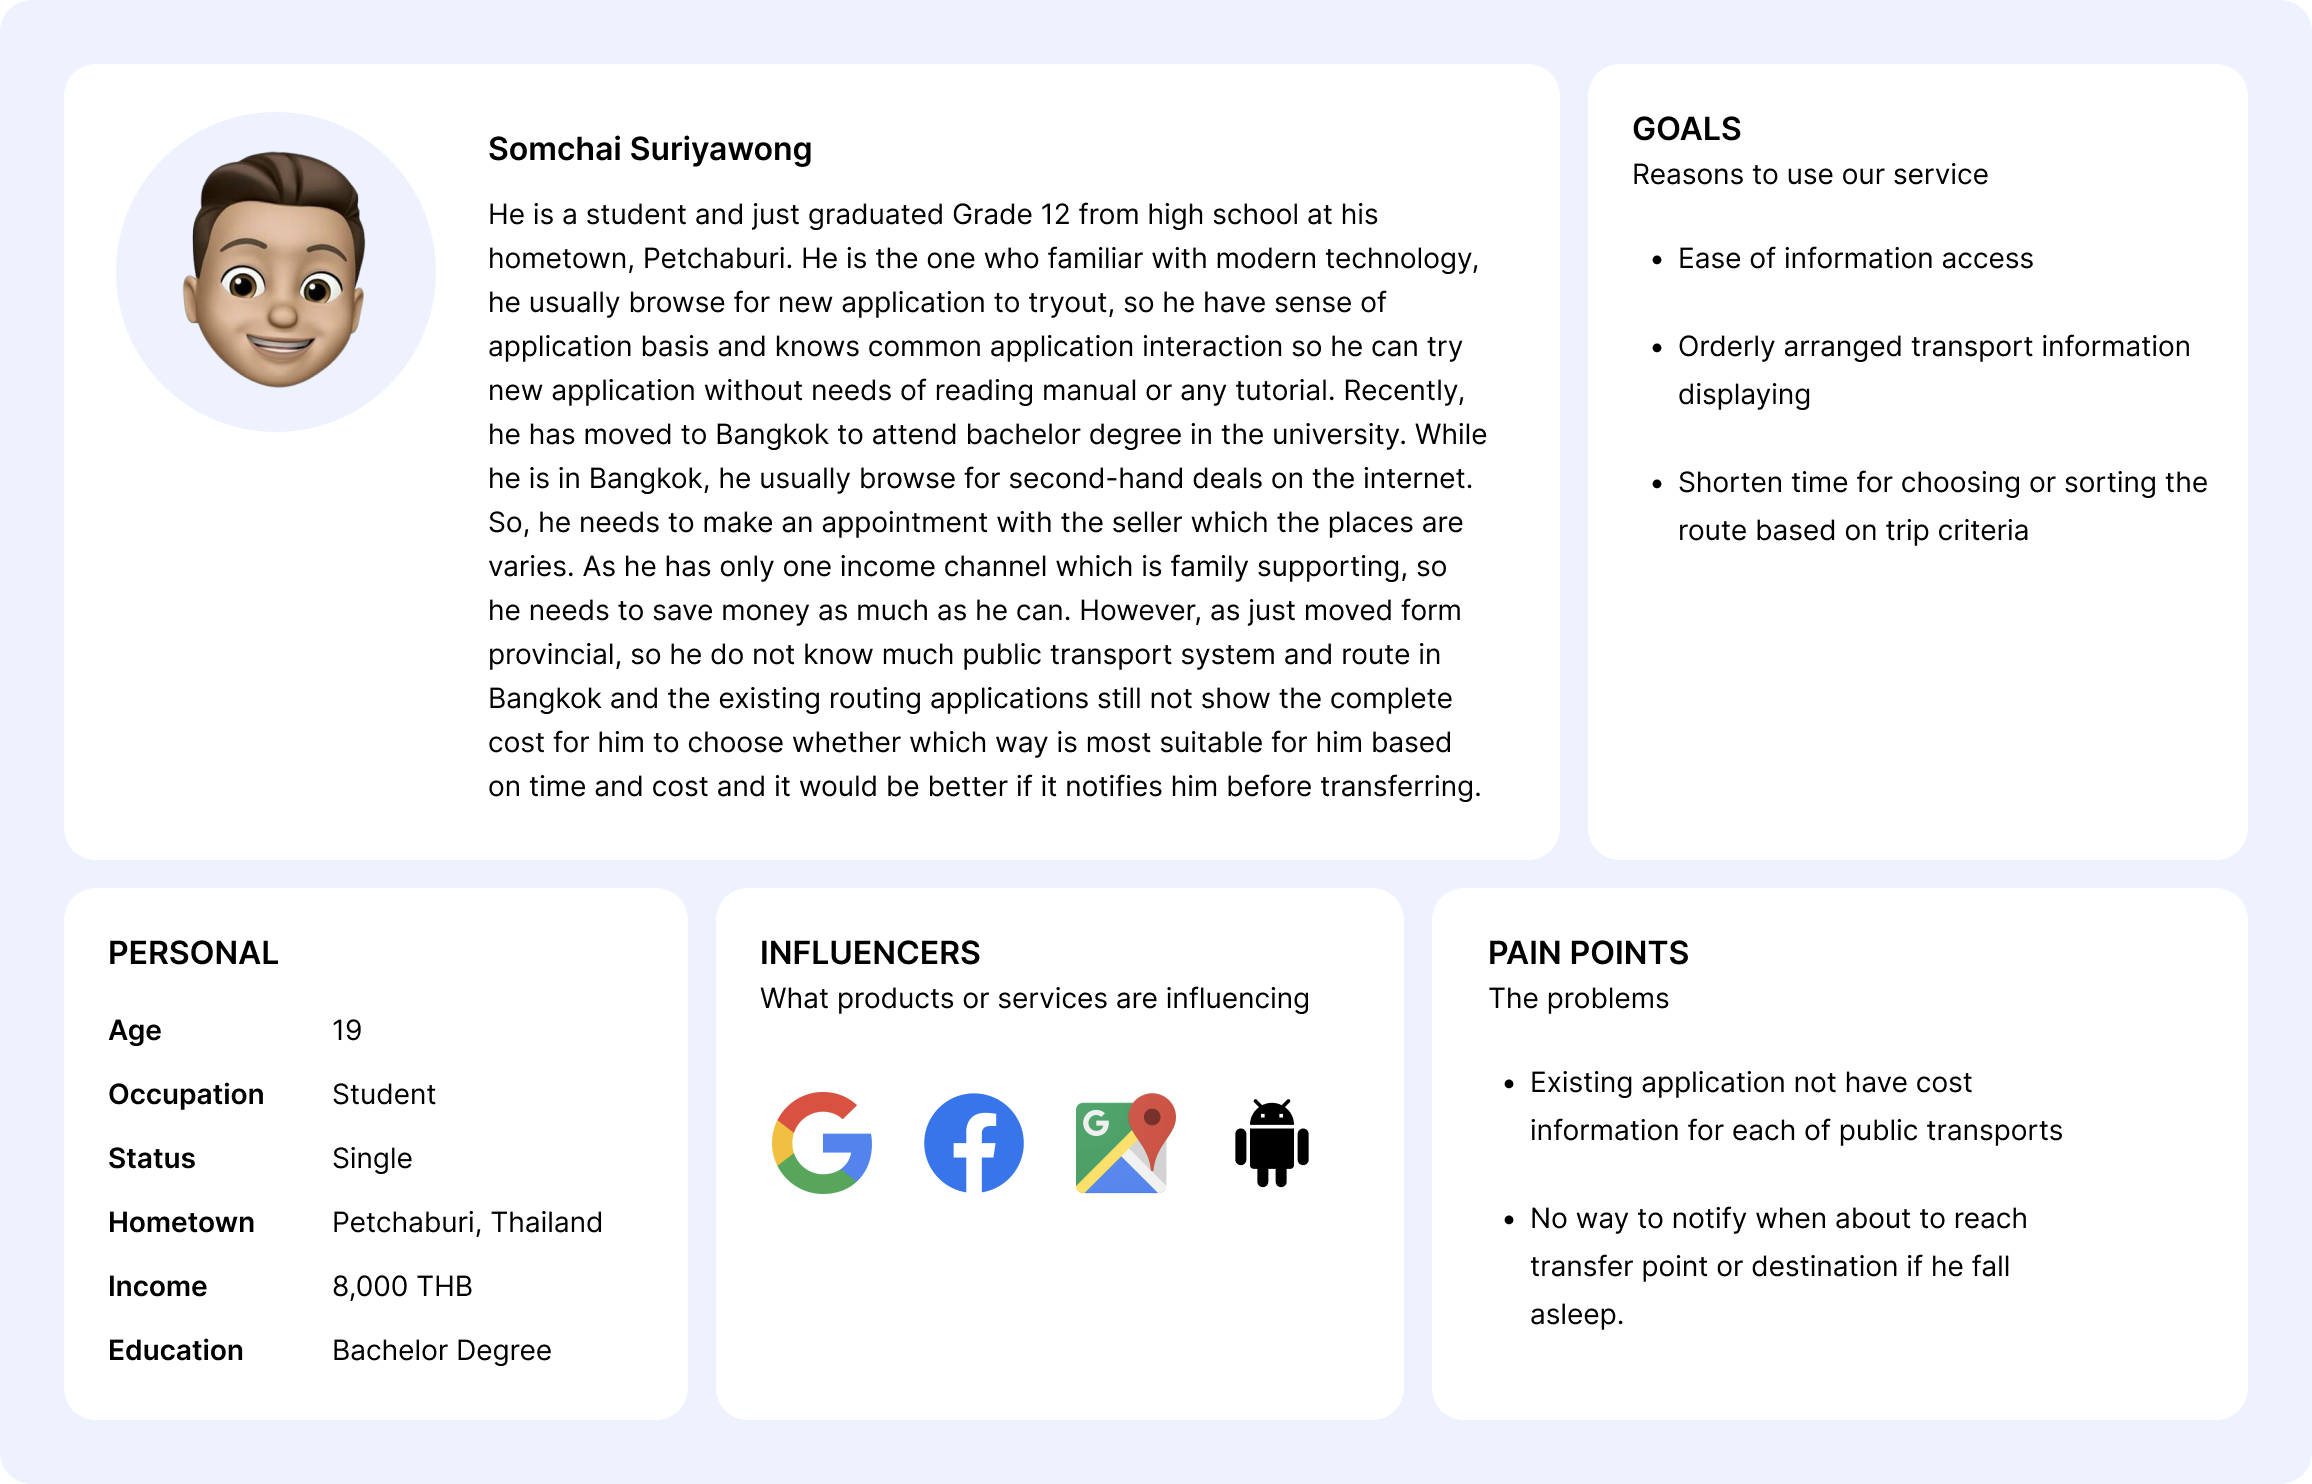 Somchai Suriyawong
He is a student and just graduated Grade 12 from high school at his
hometown, Petchaburi. He is the one who familiar with modern technology,
he usually browse for new application to tryout, so he have sense of
application basis and knows common application interaction so he can try
new application without needs of reading manual or any tutorial. Recently,
he has moved to Bangkok to attend bachelor degree in the university. While
he is in Bangkok, he usually browse for second-hand deals on the internet.
So, he needs to make an appointment with the seller which the places are
varies. As he has only one income channel which is family supporting, so
he needs to save money as much as he can. However, as just moved form
provincial, so he do not know much public transport system and route in
Bangkok and the existing routing applications still not show the complete
cost for him to choose whether which way is most suitable for him based
on time and cost and it would be better if it notifies him before transferring.
GOALS
Reasons to use our service
• Ease of information access
• Orderly arranged transport information
displaying
• Shorten time for choosing or sorting the
route based on trip criteria
PERSONAL
Age 19
Occupation Student
Status Single
Hometown Petchaburi, Thailand
Income 8,000 THB
Education Bachelor Degree
INFLUENCERS
What products or services are influencing
PAIN POINTS
The problems
• Existing application not have cost
information for each of public transports
• No way to notify when about to reach
transfer point or destination if he fall
asleep.